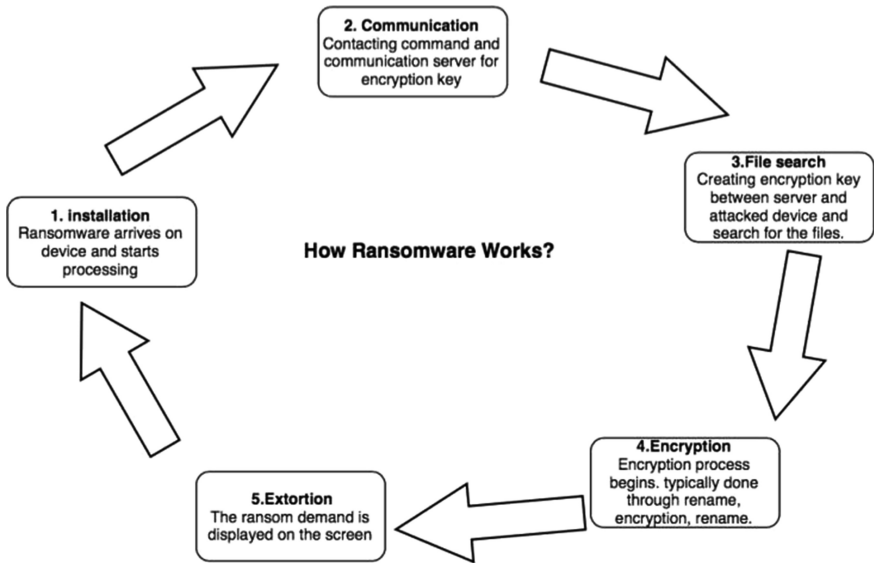 2. Communication
Contacting command and
communication server for
encryption key
3.File search
Creating encryption key
between server and
attacked device and
search for the files.
1. installation
Ransomware arrives on
device and starts
processing
How Ransomware Works?
4.Encryption
Encryption process
begins. typically done
through rename,
encryption, rename.
5.Extortion
The ransom demand is
displayed on the screen